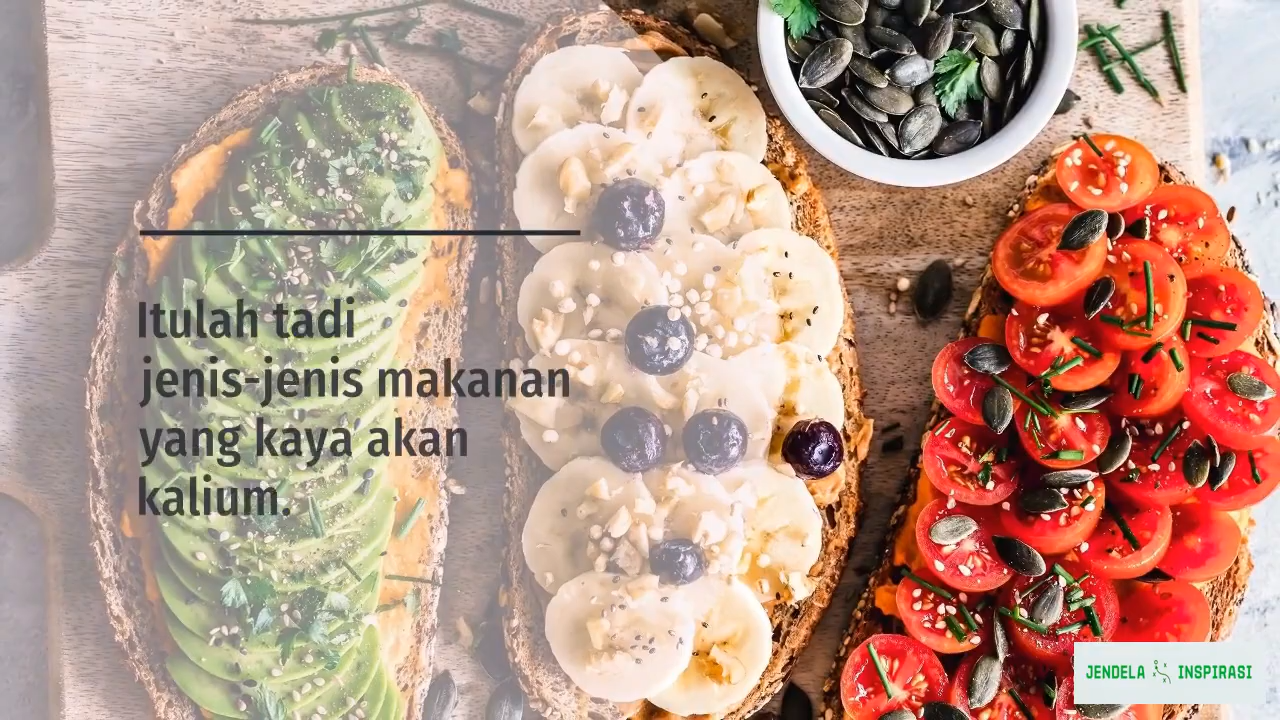 Itulah tadi
jenis-jenis makanan
yang kaya akan
kalium.
JENDELA INSPIRASI